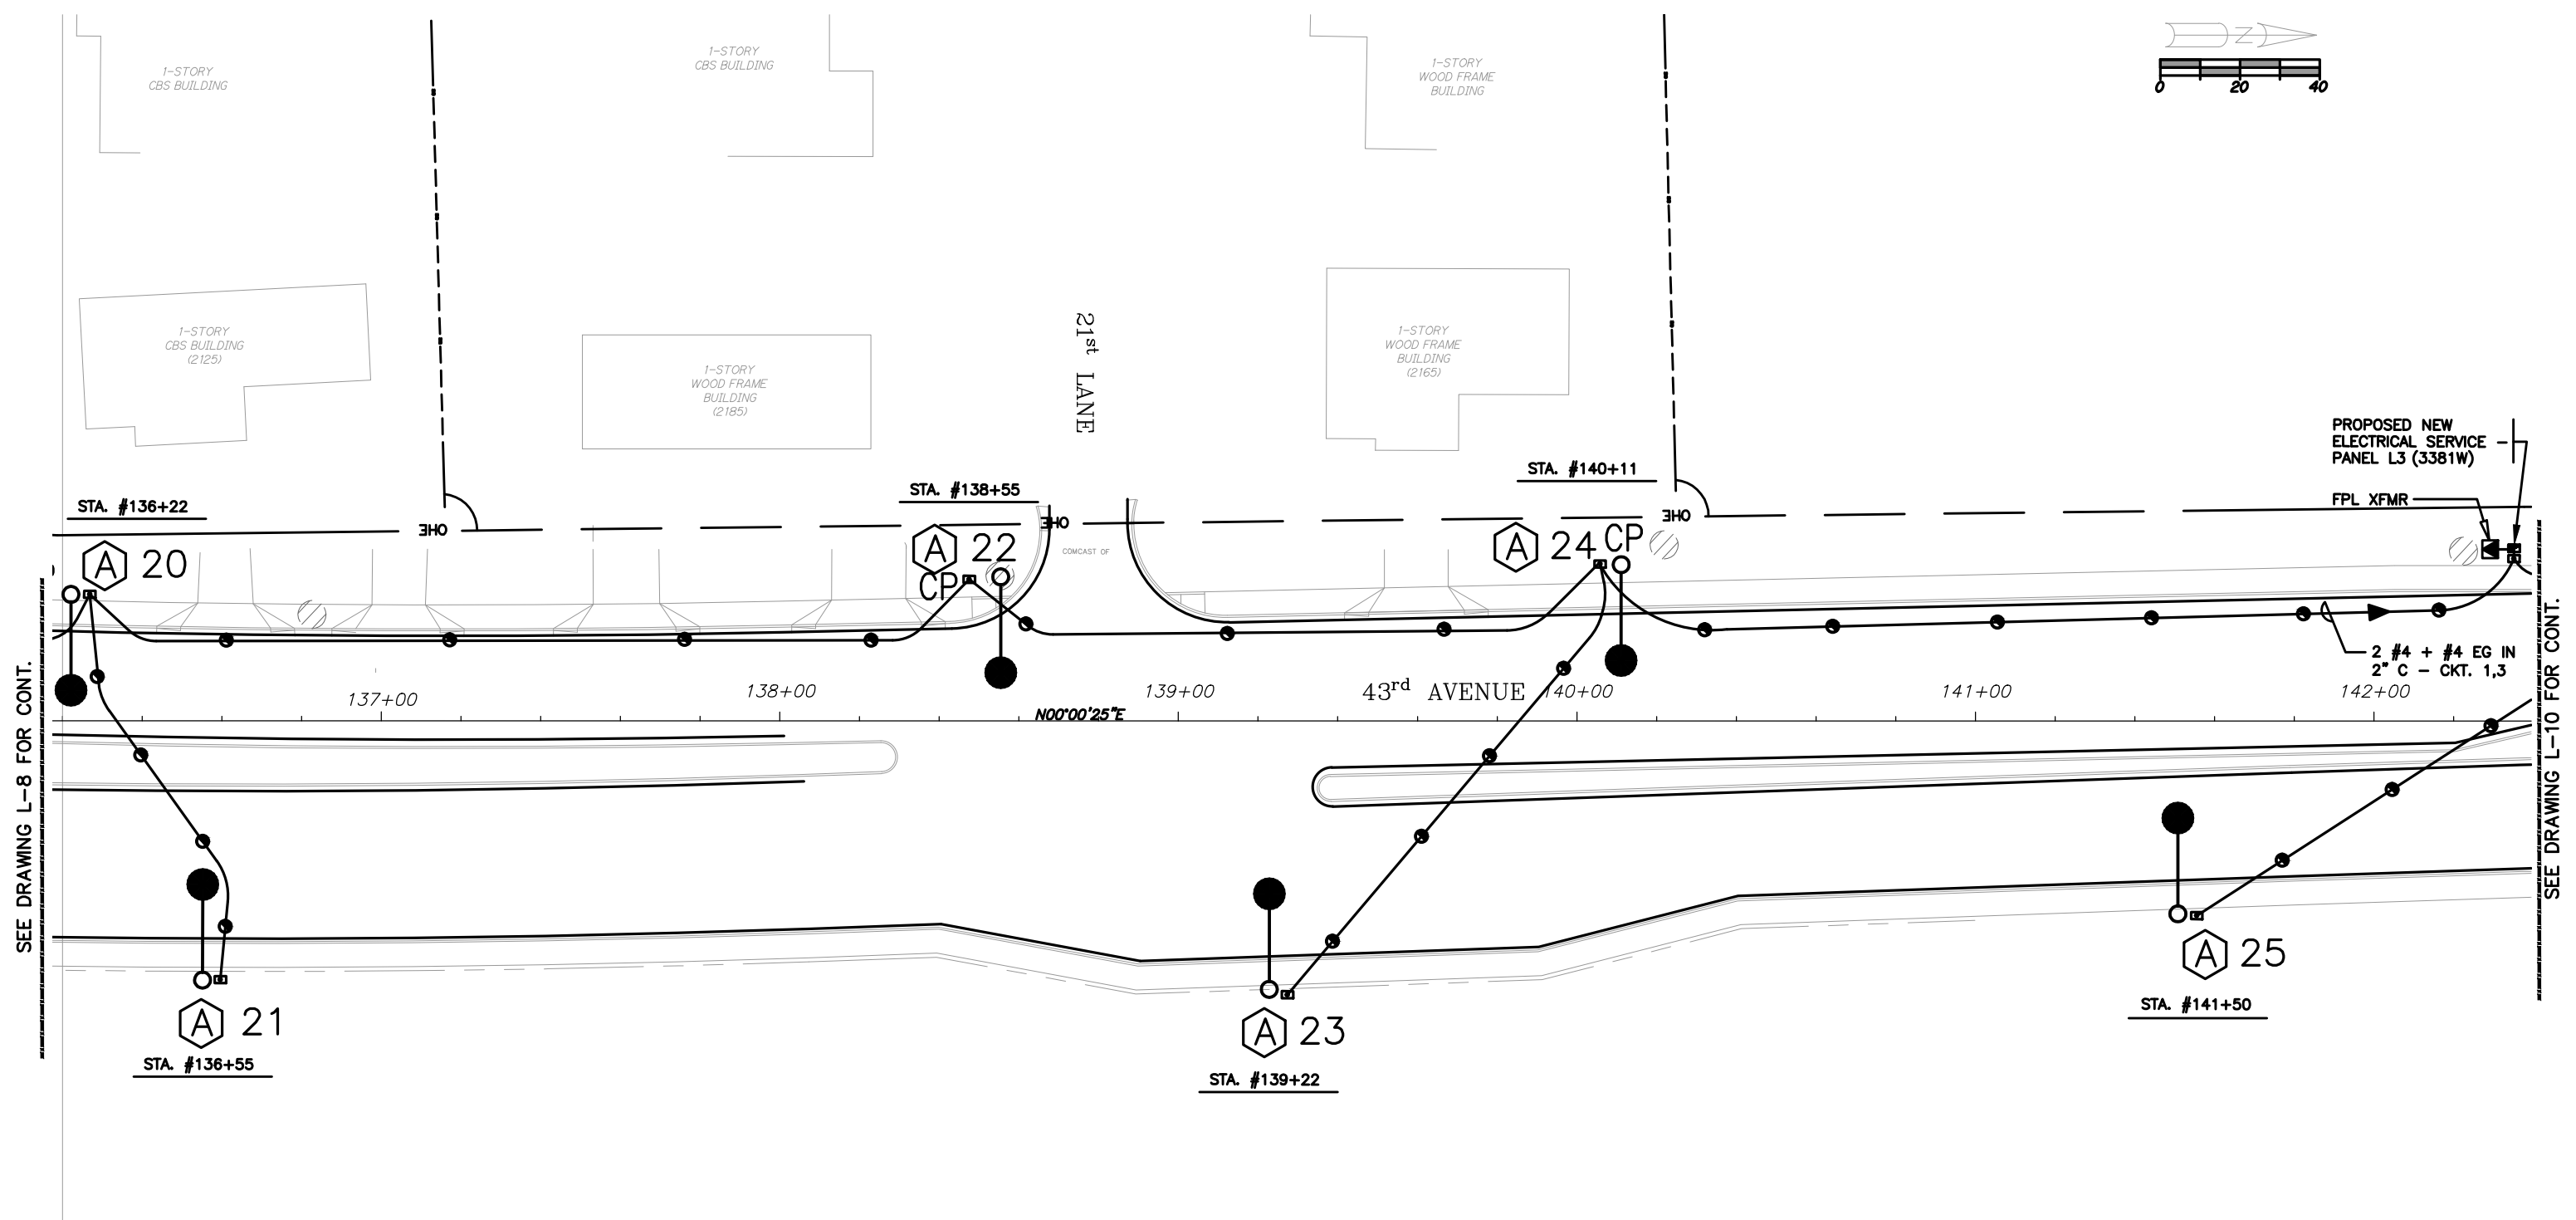 1-STORY
CBS BUILDING
1-STORY
CBS BUILDING
1-STORY
WOOD FRAME
BUILDING
N
0 20 40
1-STORY
CBS BUILDING
(2125)
1-STORY
WOOD FRAME
BUILDING
(2185)
21st LANE
1-STORY
WOOD FRAME
BUILDING
(2165)
PROPOSED NEW
ELECTRICAL SERVICE
PANEL L3 (3381W)
FPL XFMR
STA. #136+22
STA. #138+55
STA. #140+11
OHE
OHE
OHE
A 20
A 22
CP
COMCAST OF
A 24 CP
2 #4 + #4 EG IN
2" C - CKT. 1,3
137+00
138+00
139+00
43rd AVENUE
140+00
141+00
142+00
N00°00'25"E
SEE DRAWING L-8 FOR CONT.
SEE DRAWING L-10 FOR CONT.
A 21
STA. #136+55
A 23
STA. #139+22
A 25
STA. #141+50